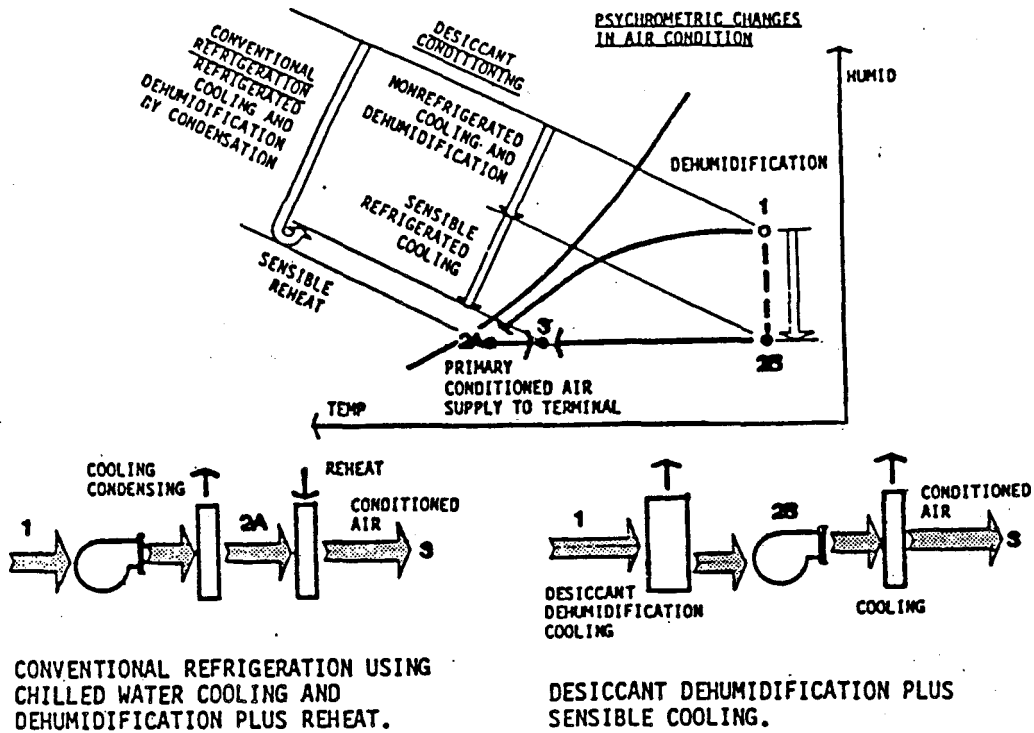 PSYCHROMETRIC CHANGES
IN AIR CONDITION
CONVENTIONAL
REFRIGERATION
REFRIGERATED
COOLING AND
DEHUMIDIFICATION
BY CONDENSATION
DESICCANT
CONDITIONING
NONREFRIGERATED
COOLING AND
DEHUMIDIFICATION
SENSIBLE
REFRIGERATED
COOLING
SENSIBLE
REHEAT
HUMID
DEHUMIDIFICATION
1
2A
3
2B
PRIMARY
CONDITIONED AIR
SUPPLY TO TERMINAL
TEMP
COOLING
CONDENSING
REHEAT
1
2A
CONDITIONED
AIR
3
1
2B
CONDITIONED
AIR
3
DESICCANT
DEHUMIDIFICATION
COOLING
COOLING
CONVENTIONAL REFRIGERATION USING
CHILLED WATER COOLING AND
DEHUMIDIFICATION PLUS REHEAT.
DESICCANT DEHUMIDIFICATION PLUS
SENSIBLE COOLING.